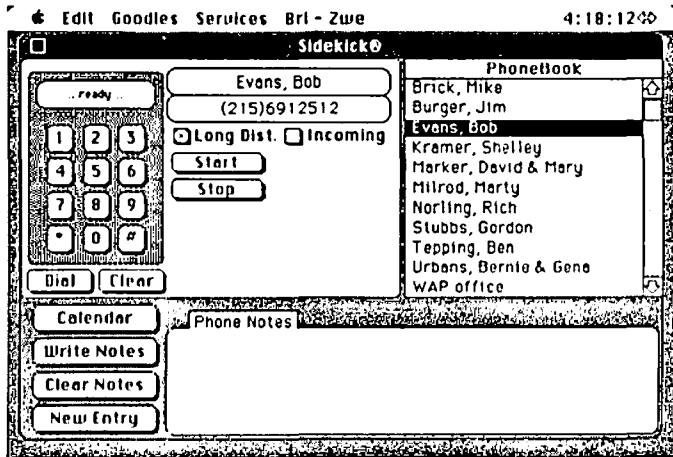 Edit Goodies Services Brl - Zwe 4:18:12
Sidekick®
.. ready ..
1 2 3
4 5 6
7 8 9
* 0 #
Dial Clear
Evans, Bob
(215)6912512
Long Dist. Incoming
Start
Stop
PhoneBook
Brick, Mike
Burger, Jim
Evans, Bob
Kramer, Shelley
Marker, David & Mary
Milrod, Marty
Norling, Rich
Stubbs, Gordon
Tepping, Ben
Urbans, Bernie & Gena
WAP office
Calendar
Write Notes
Clear Notes
New Entry
Phone Notes